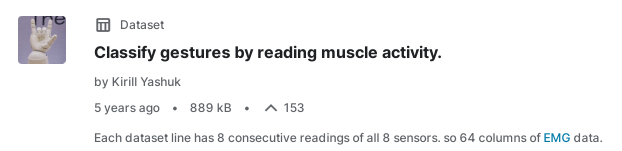 The
Dataset
Classify gestures by reading muscle activity.
by Kirill Yashuk
5 years ago • 889 kB • 153
Each dataset line has 8 consecutive readings of all 8 sensors. so 64 columns of EMG data.